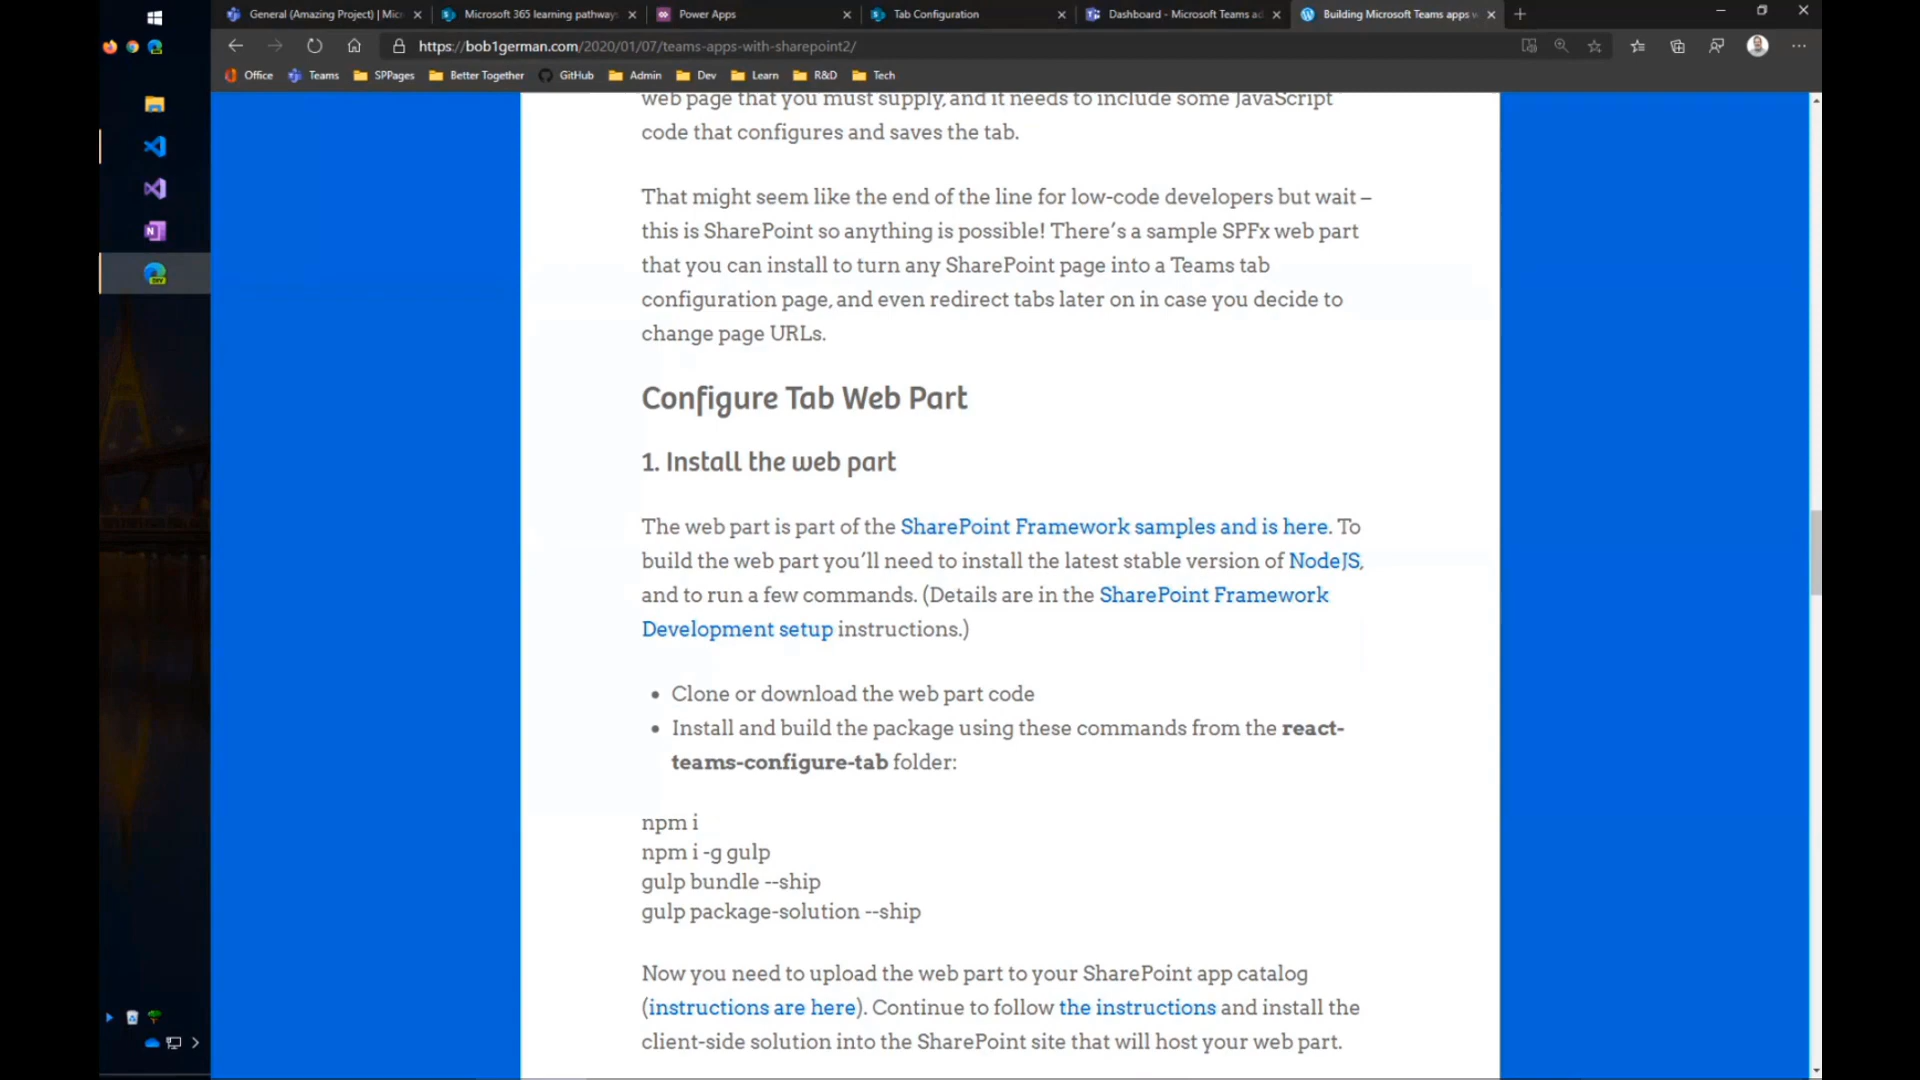 General (Amazing Project) | Micr
Microsoft 365 learning pathways
Power Apps
Tab Configuration
Dashboard - Microsoft Teams ad
Building Microsoft Teams apps w
https://bob1german.com/2020/01/07/teams-apps-with-sharepoint2/
Office
Teams
SPPages
Better Together
GitHub
Admin
Dev
Learn
R&D
Tech
web page that you must supply, and it needs to include some JavaScript
code that configures and saves the tab.
That might seem like the end of the line for low-code developers but wait –
this is SharePoint so anything is possible! There's a sample SPFx web part
that you can install to turn any SharePoint page into a Teams tab
configuration page, and even redirect tabs later on in case you decide to
change page URLs.
Configure Tab Web Part
1. Install the web part
The web part is part of the SharePoint Framework samples and is here. To
build the web part you'll need to install the latest stable version of NodeJS,
and to run a few commands. (Details are in the SharePoint Framework
Development setup instructions.)
• Clone or download the web part code
• Install and build the package using these commands from the react-
teams-configure-tab folder:
npm i
npm i -g gulp
gulp bundle --ship
gulp package-solution --ship
Now you need to upload the web part to your SharePoint app catalog
(instructions are here). Continue to follow the instructions and install the
client-side solution into the SharePoint site that will host your web part.